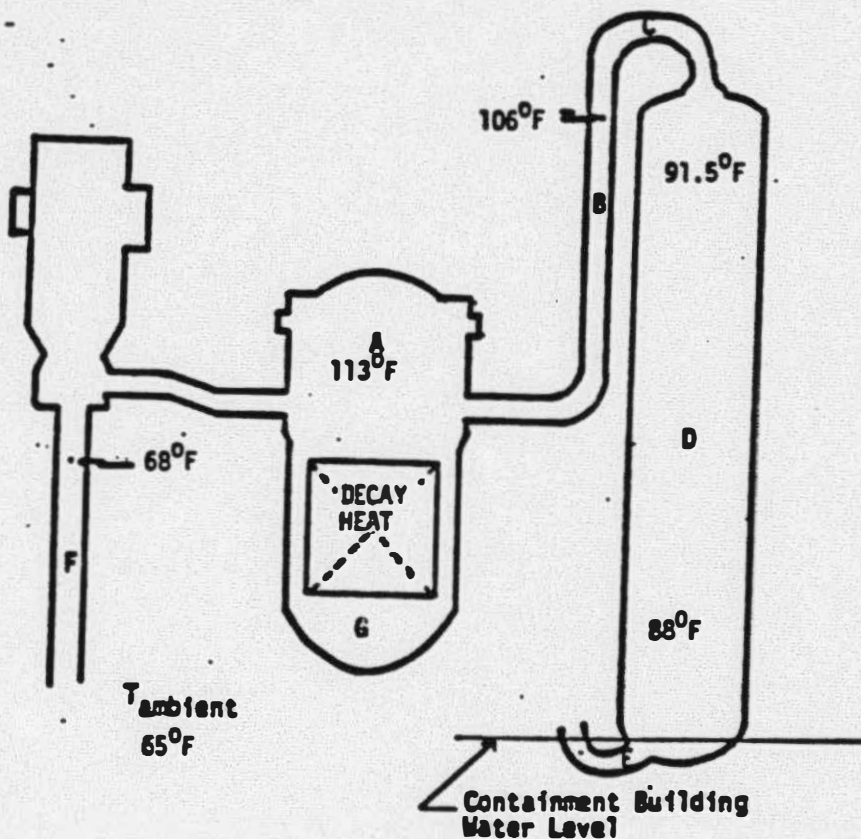 C
106°F
91.5°F
B
A
113°F
D
68°F
DECAY
HEAT
F
G
88°F
T ambient
65°F
E
Containment Building
Water Level